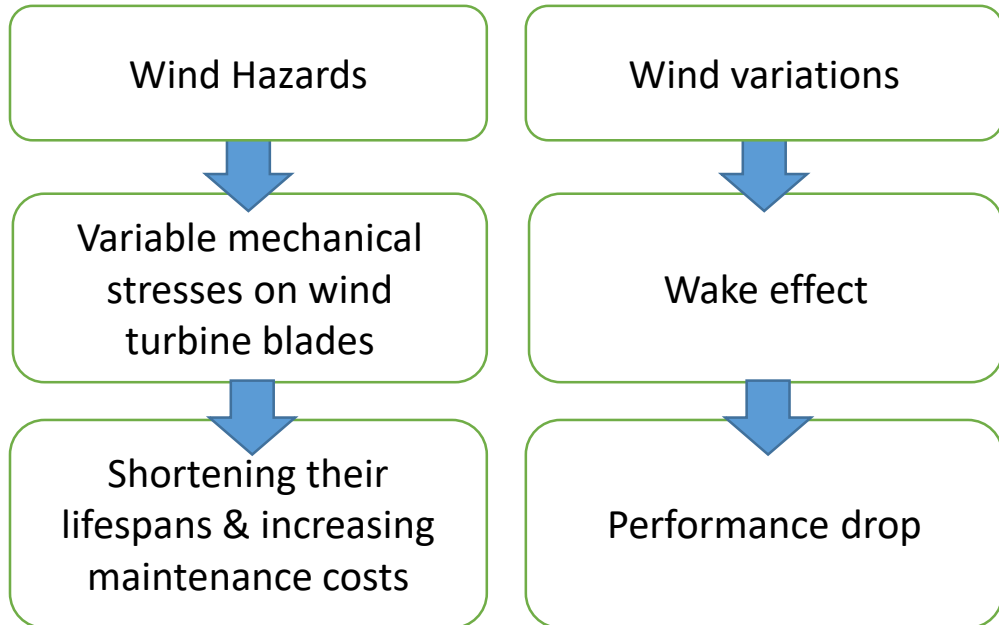 Wind Hazards
Variable mechanical
stresses on wind
turbine blades
Shortening their
lifespans & increasing
maintenance costs
Wind variations
Wake effect
Performance drop